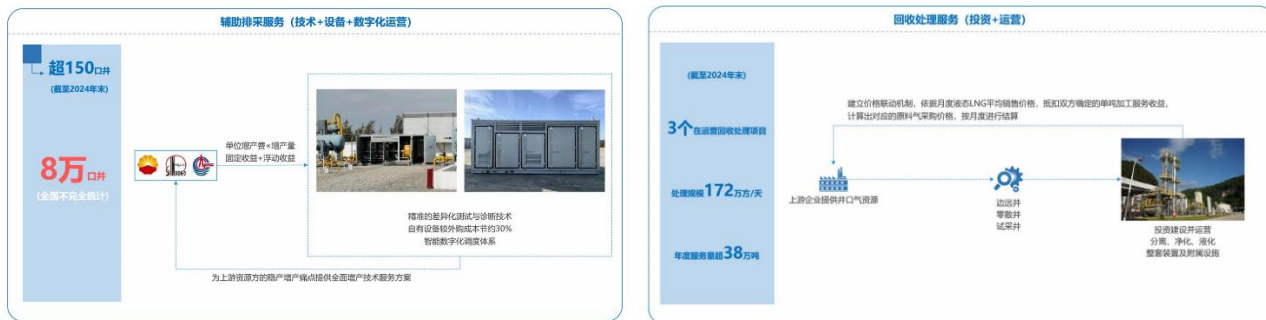 辅助排采服务（技术+设备+数字化运营）
超150口井
(截至2024年末)
8万口井
(全国不完全统计)
单位增产费×增产量
固定收益+浮动收益
精准的差异化测试与诊断技术
自有设备较外购成本节约30%
智能数字化调度体系
为上游资源方的稳产增产痛点提供全面增产技术服务方案
回收处理服务（投资+运营）
(截至2024年末)
3个在运营回收处理项目
处理规模172万方/天
年度服务量超38万吨
建立价格联动机制，依据月度液态LNG平均销售价格，抵扣双方确定的单吨加工服务收益，
计算出对应的原料气采购价格，按月度进行结算
上游企业提供井口气资源
边远井
零散井
试采井
投资建设并运营
分离、净化、液化
整套装置及附属设施